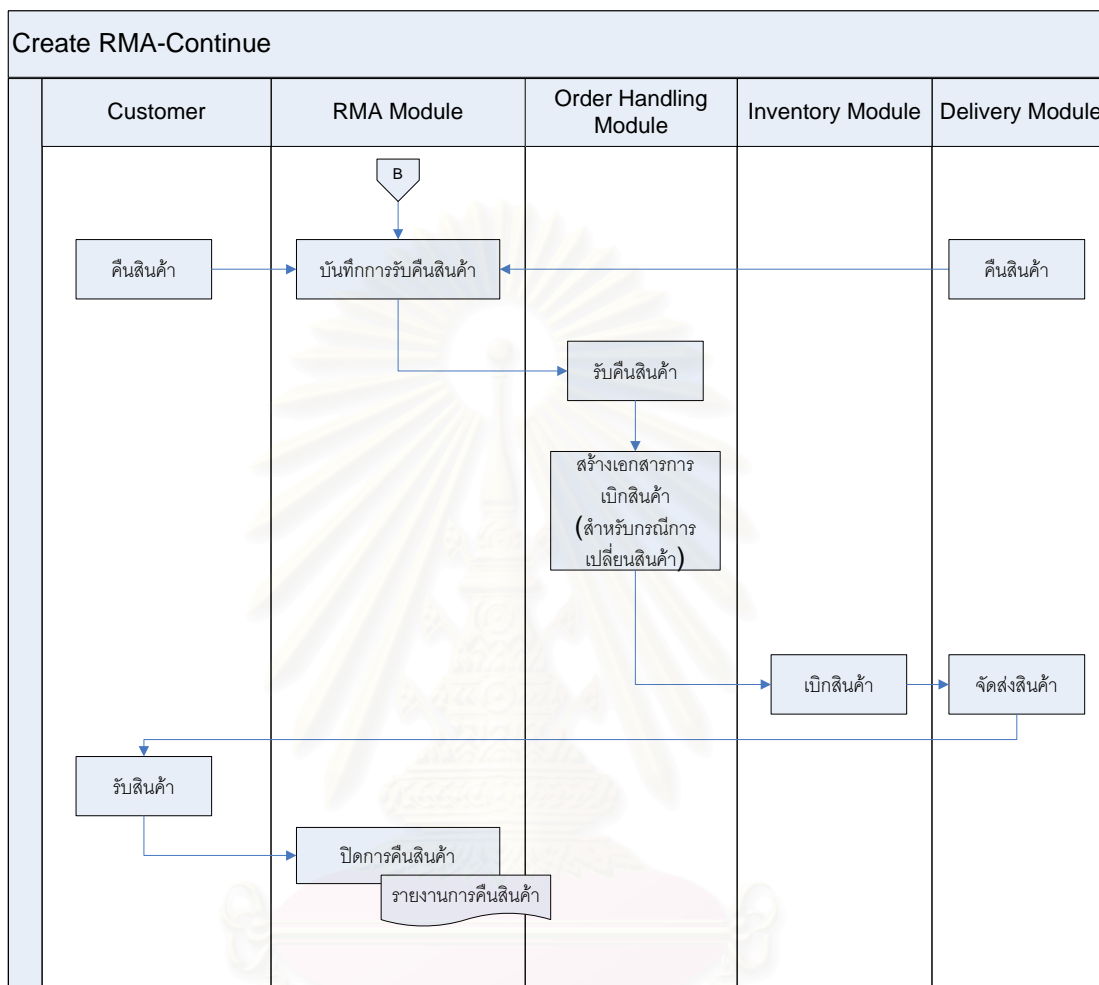 Create RMA-Continue
Customer
RMA Module
Order Handling
Module
Inventory Module
Delivery Module
B
คืนสินค้า
บันทึกการรับคืนสินค้า
คืนสินค้า
รับคืนสินค้า
สร้างเอกสารการ
เบิกสินค้า
(สำหรับกรณีการ
เปลี่ยนสินค้า)
เบิกสินค้า
จัดส่งสินค้า
รับสินค้า
ปิดการคืนสินค้า
รายงานการคืนสินค้า